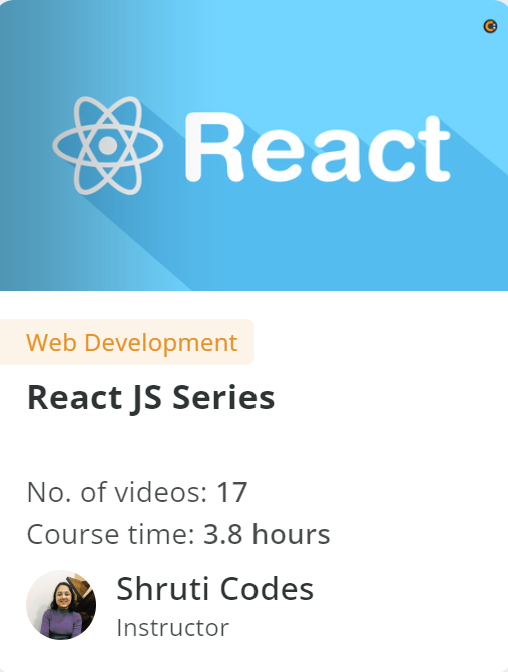 React
Web Development
React JS Series
No. of videos: 17
Course time: 3.8 hours
Shruti Codes
Instructor